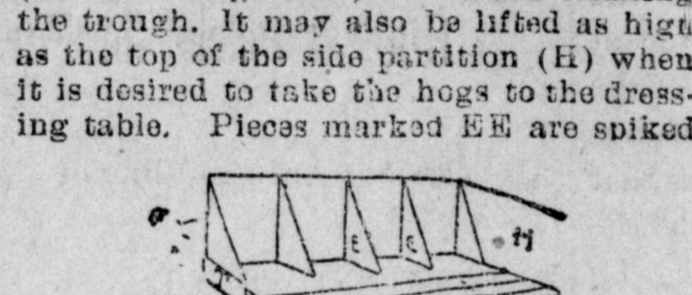 the trough. It may also be lifted as high
as the top of the side partition (H) when
it is desired to take the hogs to the dress-
ing table. Pieces marked EE are spiked
E E H